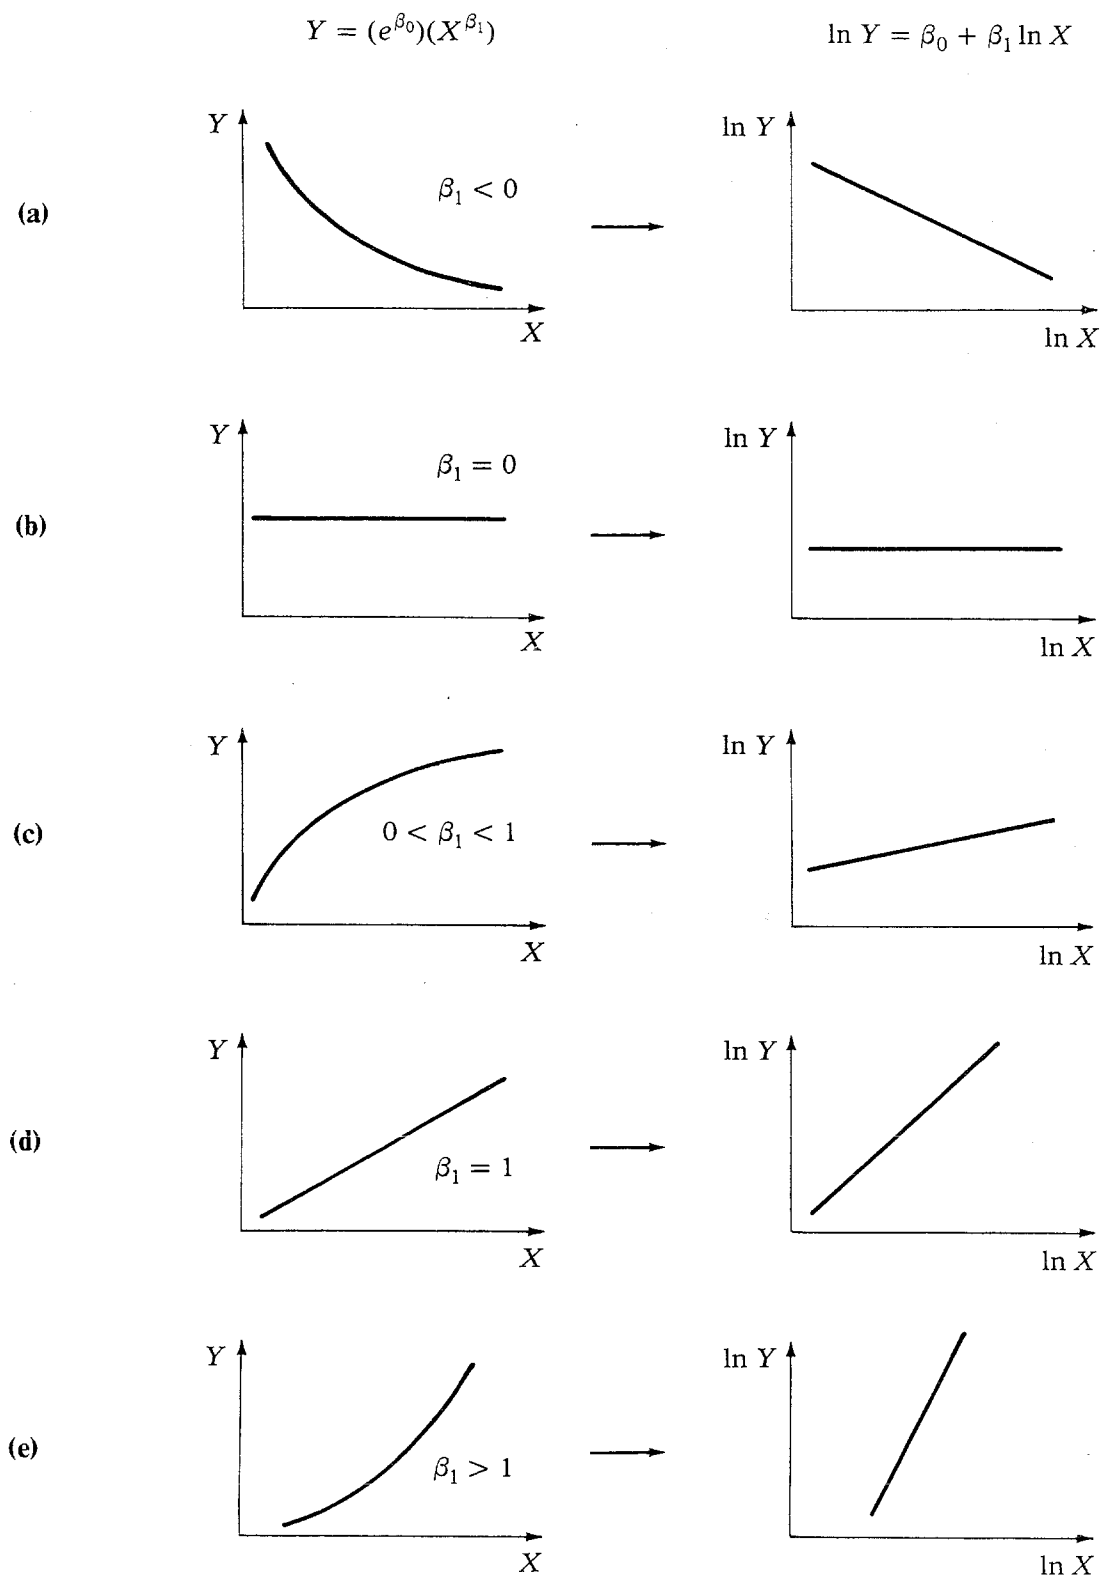 Y = (e^{β₀})(X^{β₁})
ln Y = β₀ + β₁ ln X
(a)
Y
β₁ < 0
X
ln Y
ln X
(b)
Y
β₁ = 0
X
ln Y
ln X
(c)
Y
0 < β₁ < 1
X
ln Y
ln X
(d)
Y
β₁ = 1
X
ln Y
ln X
(e)
Y
β₁ > 1
X
ln Y
ln X